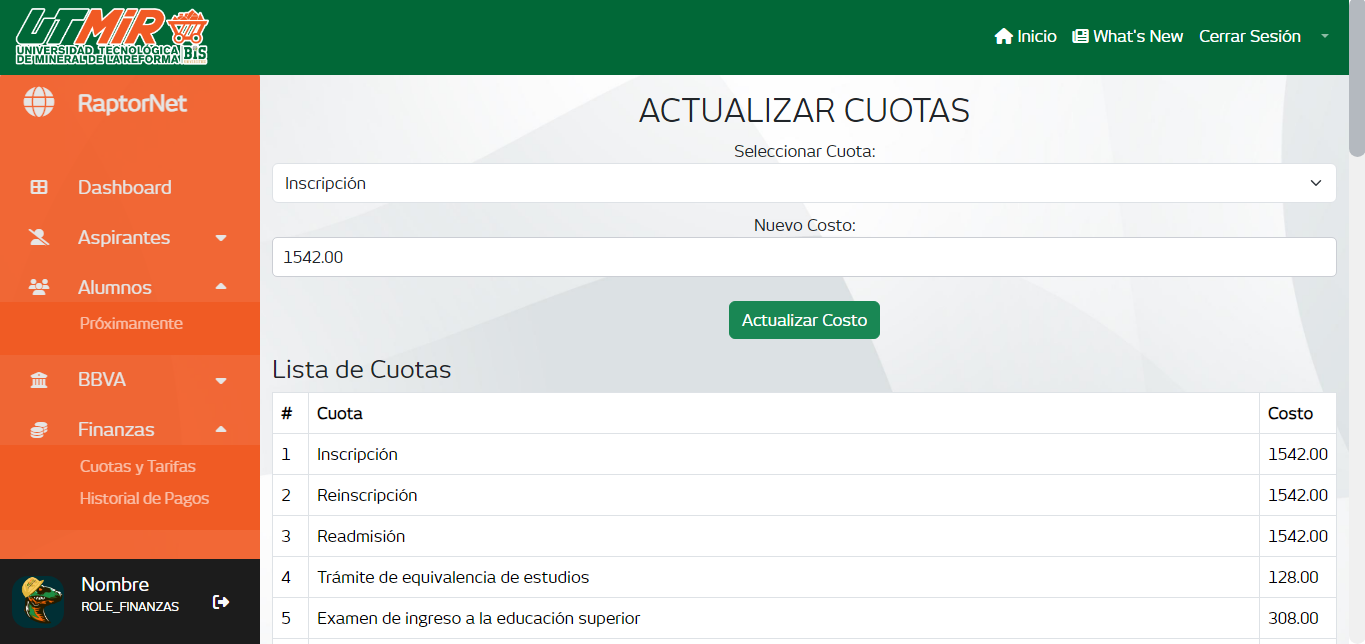 UTMiR
UNIVERSIDAD TECNOLÓGICA
DE MINERAL DE LA REFORMA
BiS
Inicio
What's New
Cerrar Sesión
RaptorNet
Dashboard
Aspirantes
Alumnos
Próximamente
BBVA
Finanzas
Cuotas y Tarifas
Historial de Pagos
Nombre
ROLE_FINANZAS
ACTUALIZAR CUOTAS
Seleccionar Cuota:
Inscripción
Nuevo Costo:
1542.00
Actualizar Costo
Lista de Cuotas
# Cuota Costo
1 Inscripción 1542.00
2 Reinscripción 1542.00
3 Readmisión 1542.00
4 Trámite de equivalencia de estudios 128.00
5 Examen de ingreso a la educación superior 308.00